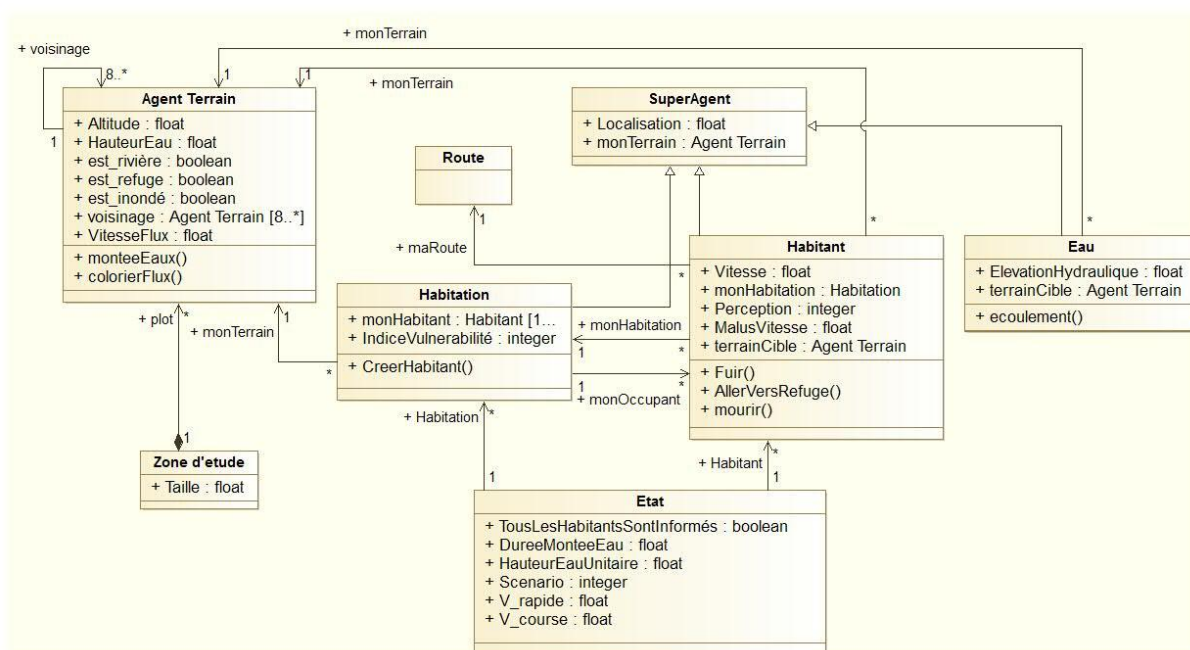 + monTerrain
+ voisinage
8..*
1
1
+ monTerrain
1
Agent Terrain
+ Altitude : float
+ HauteurEau : float
+ est_rivière : boolean
+ est_refuge : boolean
+ est_inondé : boolean
+ voisinage : Agent Terrain [8..*]
+ VitesseFlux : float
+ monteeEaux()
+ colorierFlux()
SuperAgent
+ Localisation : float
+ monTerrain : Agent Terrain
Route
1
+ maRoute
*
*
*
Habitant
+ Vitesse : float
+ monHabitation : Habitation
+ Perception : integer
+ MalusVitesse : float
+ terrainCible : Agent Terrain
+ Fuir()
+ AllerVersRefuge()
+ mourir()
Eau
+ ElevationHydraulique : float
+ terrainCible : Agent Terrain
+ ecoulement()
Habitation
+ monHabitant : Habitant [1...
+ IndiceVulnerabilité : integer
+ CreerHabitant()
+ monHabitation
1
*
1
*
+ monOccupant
+ plot
*
1
+ monTerrain
*
+ Habitation
*
1
Zone d'etude
+ Taille : float
+ Habitant
*
1
1
Etat
+ TousLesHabitantsSontInformés : boolean
+ DureeMonteeEau : float
+ HauteurEauUnitaire : float
+ Scenario : integer
+ V_rapide : float
+ V_course : float